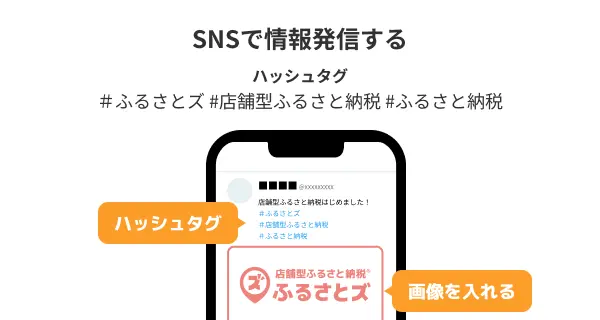 SNSで情報発信する
ハッシュタグ
＃ふるさとズ #店舗型ふるさと納税 #ふるさと納税
■■■■ @xxxxxxxxx
店舗型ふるさと納税はじめました！
＃ふるさとズ
#店舗型ふるさと納税
＃ふるさと納税
ハッシュタグ
店舗型ふるさと納税®
ズ ふるさとズ
画像を入れる